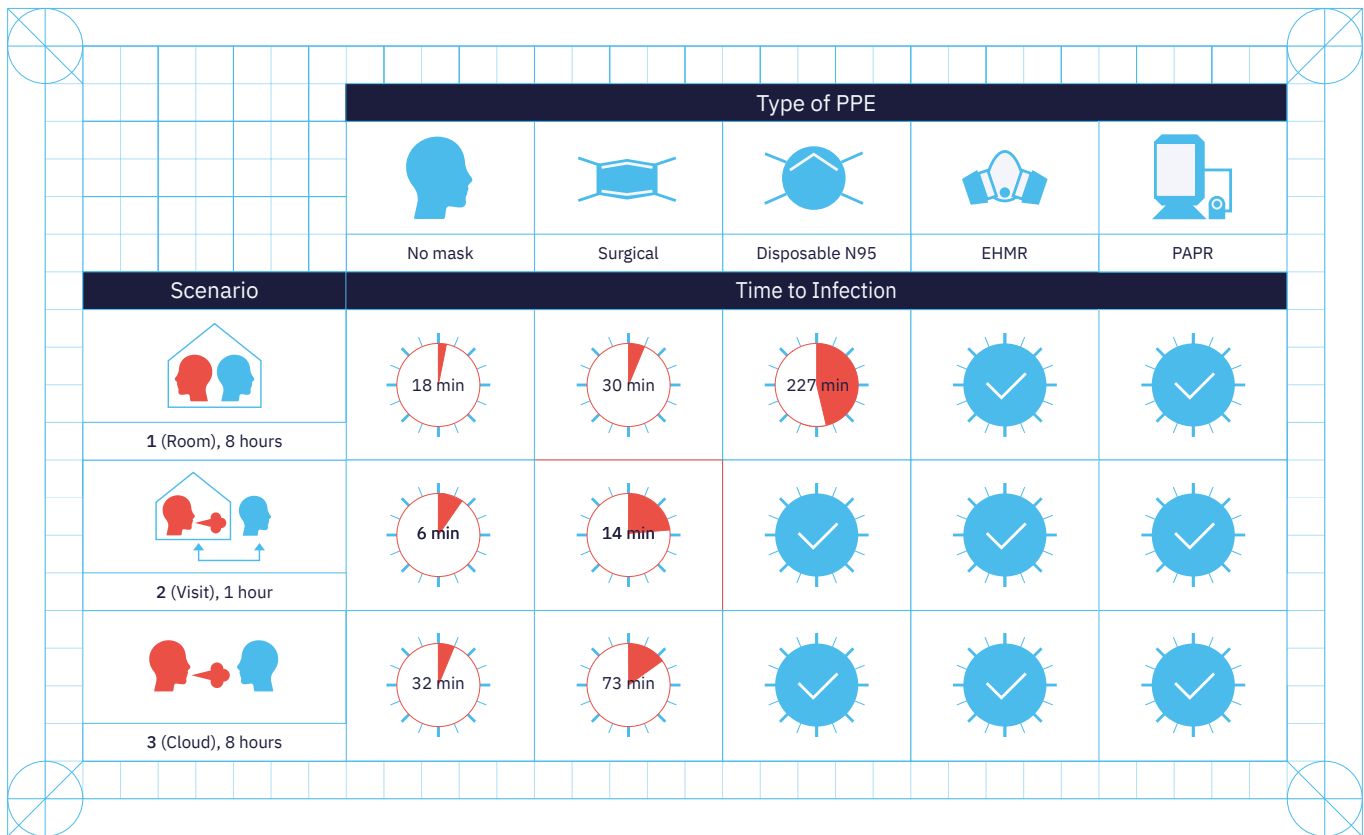 Type of PPE
No mask
Surgical
Disposable N95
EHMR
PAPR
Scenario
Time to Infection
18 min
30 min
227 min
1 (Room), 8 hours
6 min
14 min
2 (Visit), 1 hour
32 min
73 min
3 (Cloud), 8 hours